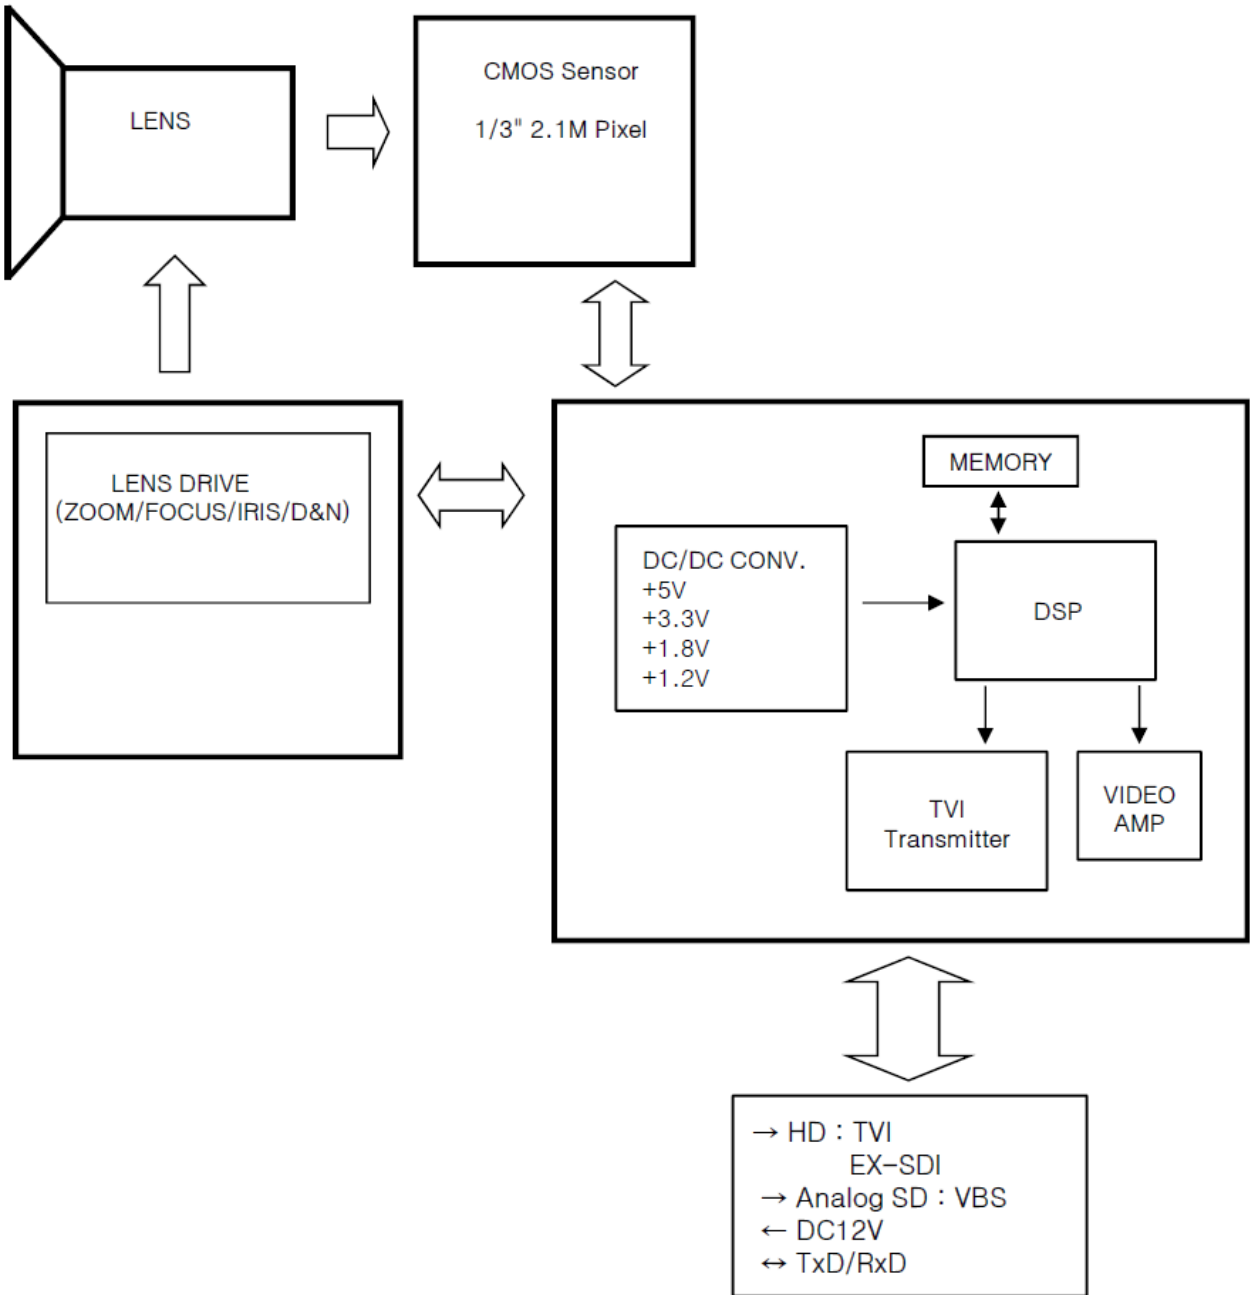 LENS
CMOS Sensor
1/3" 2.1M Pixel
LENS DRIVE
(ZOOM/FOCUS/IRIS/D&N)
MEMORY
DC/DC CONV.
+5V
+3.3V
+1.8V
+1.2V
DSP
TVI
Transmitter
VIDEO
AMP
→ HD : TVI
EX-SDI
→ Analog SD : VBS
← DC12V
↔ TxD/RxD